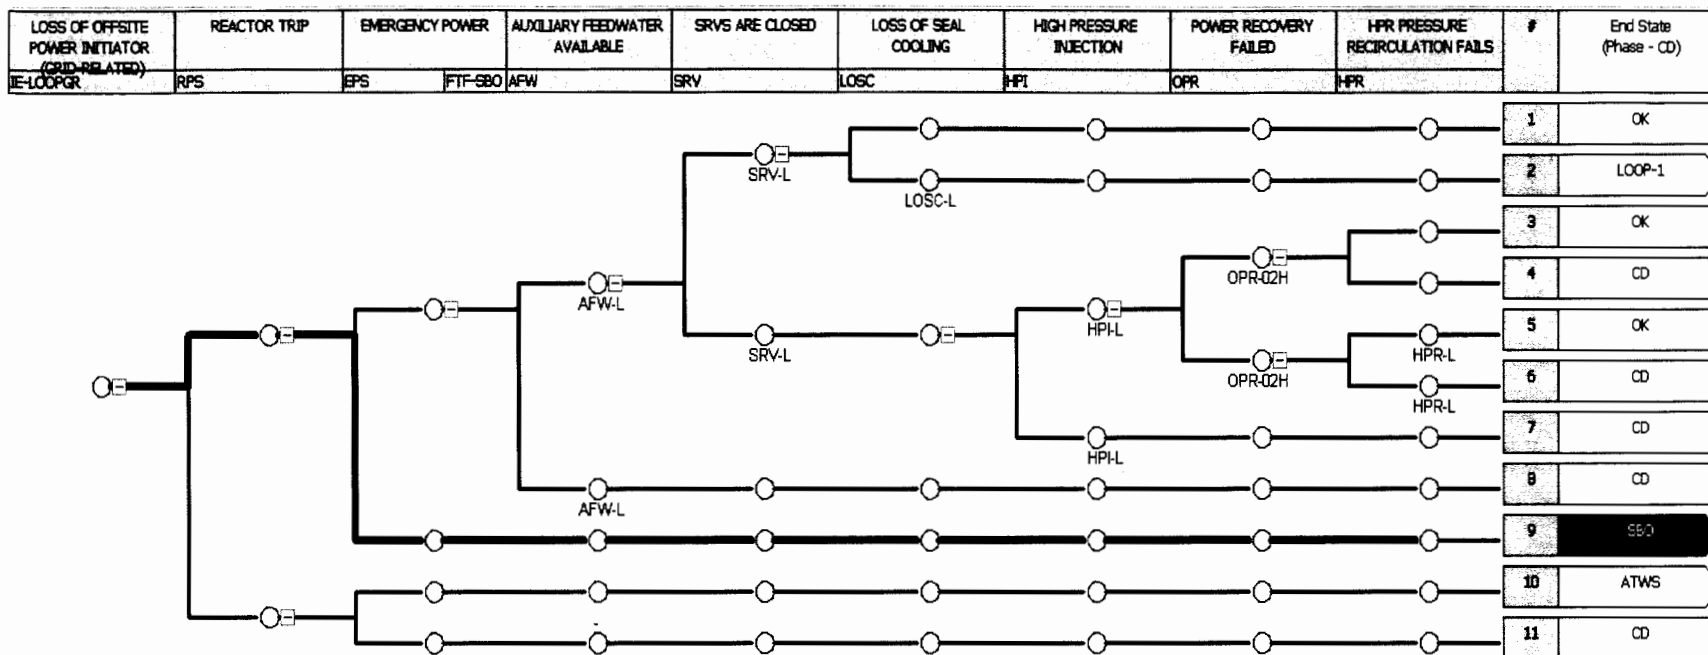 LOSS OF OFFSITE
POWER INITIATOR
(GRID-RELATED)
REACTOR TRIP
EMERGENCY POWER
AUXILIARY FEEDWATER
AVAILABLE
SRVS ARE CLOSED
LOSS OF SEAL
COOLING
HIGH PRESSURE
INJECTION
POWER RECOVERY
FAILED
HPR PRESSURE
RECIRCULATION FAILS
#
End State
(Phase - CD)
IE-LOOPGR
RPS
EPS
FTF-SBO
AFW
SRV
LOSC
HPI
OPR
HPR
1
OK
SRV-L
2
LOOP-1
LOSC-L
3
OK
OPR-02H
4
CD
AFW-L
HPI-L
5
OK
SRV-L
HPR-L
OPR-02H
6
CD
HPR-L
7
CD
HPI-L
8
CD
AFW-L
9
SBO
10
ATWS
11
CD